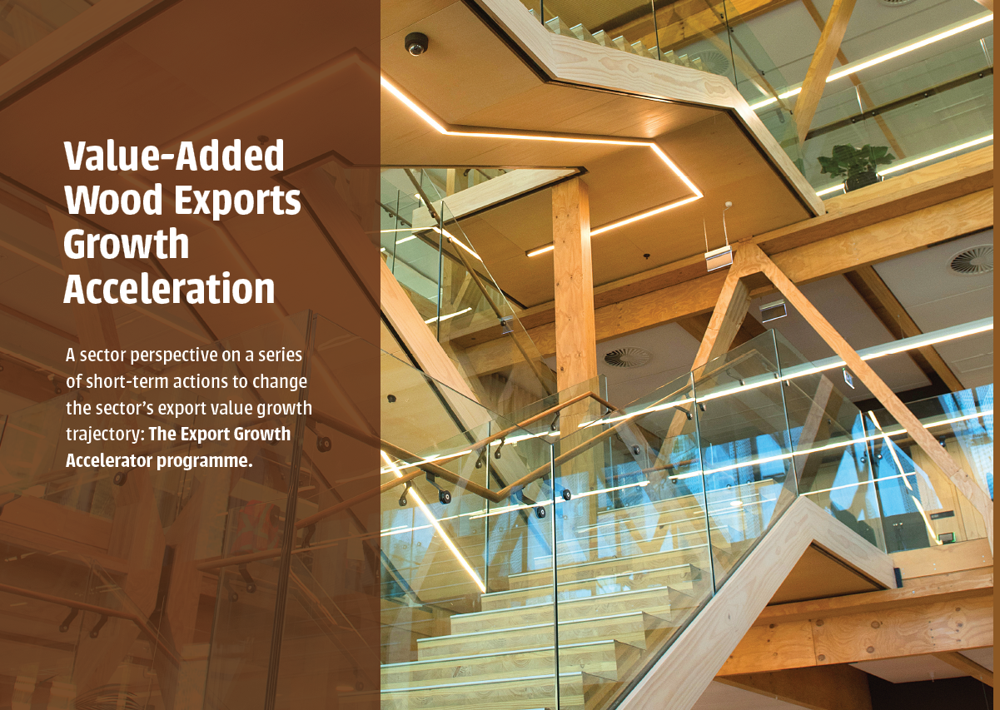 Value-Added
Wood Exports
Growth
Acceleration
A sector perspective on a series
of short-term actions to change
the sector’s export value growth
trajectory: The Export Growth
Accelerator programme.